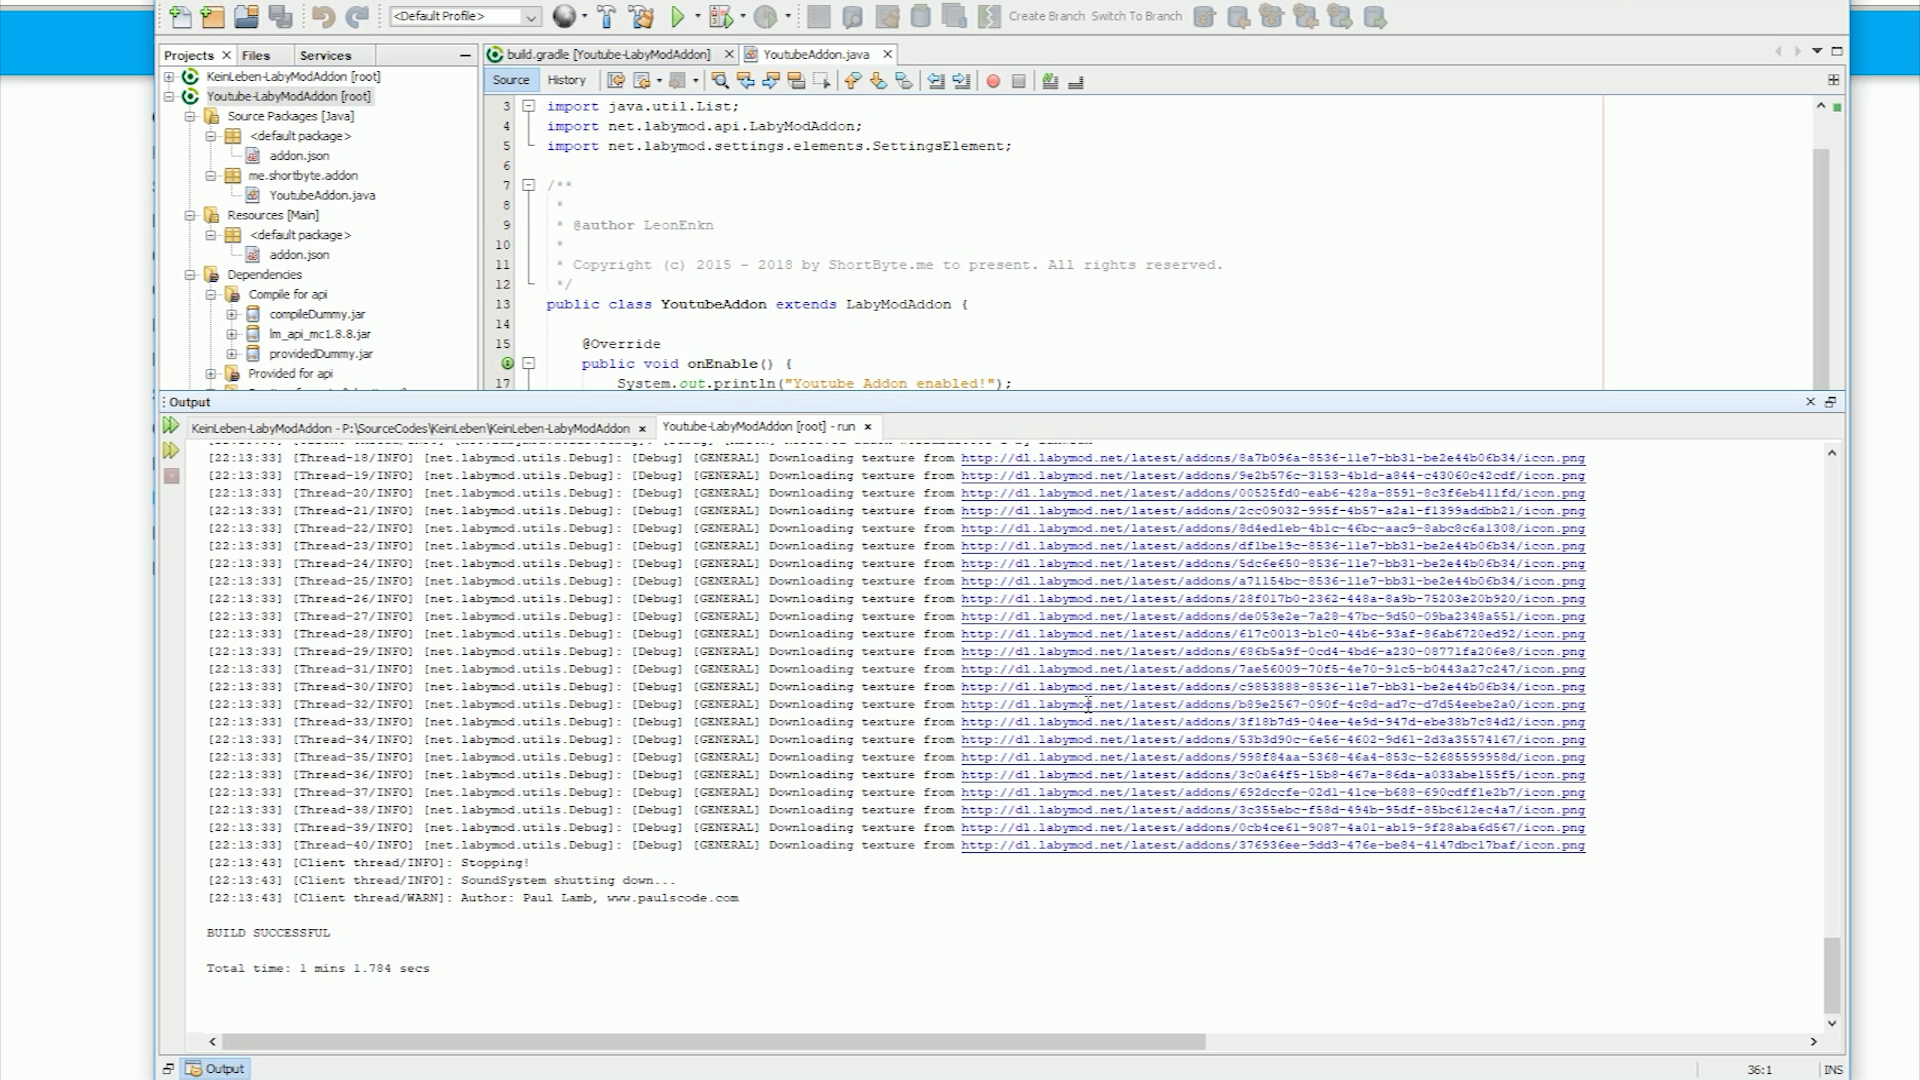 <Default Profile>
Create Branch Switch To Branch
Projects Files Services
build.gradle [Youtube-LabyModAddon] YoutubeAddon.java
Source History
KeinLeben-LabyModAddon [root]
Youtube-LabyModAddon [root]
Source Packages [Java]
<default package>
addon.json
me.shortbyte.addon
YoutubeAddon.java
Resources [Main]
<default package>
addon.json
Dependencies
Compile for api
compileDummy.jar
lm_api_mc1.8.8.jar
providedDummy.jar
Provided for api
3 import java.util.List;
4 import net.labymod.api.LabyModAddon;
5 import net.labymod.settings.elements.SettingsElement;
6
7 /**
8 *
9 * @author LeonEnkn
10 *
11 * Copyright (c) 2015 - 2018 by ShortByte.me to present. All rights reserved.
12 */
13 public class YoutubeAddon extends LabyModAddon {
14
15 @Override
public void onEnable() {
17 System.out.println("Youtube Addon enabled!");
Output
KeinLeben-LabyModAddon - P:\SourceCodes\KeinLeben\KeinLeben-LabyModAddon Youtube-LabyModAddon [root] - run
[22:13:33] [Thread-18/INFO] [net.labymod.utils.Debug]: [Debug] [GENERAL] Downloading texture from http://dl.labymod.net/latest/addons/8a7b096a-8536-11e7-bb31-be2e44b06b34/icon.png
[22:13:33] [Thread-19/INFO] [net.labymod.utils.Debug]: [Debug] [GENERAL] Downloading texture from http://dl.labymod.net/latest/addons/9e2b576c-3153-4b1d-a844-c43060c42cdf/icon.png
[22:13:33] [Thread-20/INFO] [net.labymod.utils.Debug]: [Debug] [GENERAL] Downloading texture from http://dl.labymod.net/latest/addons/00525fd0-eab6-428a-8591-8c3f6eb411fd/icon.png
[22:13:33] [Thread-21/INFO] [net.labymod.utils.Debug]: [Debug] [GENERAL] Downloading texture from http://dl.labymod.net/latest/addons/2cc09032-995f-4b57-a2a1-f1399addbb21/icon.png
[22:13:33] [Thread-22/INFO] [net.labymod.utils.Debug]: [Debug] [GENERAL] Downloading texture from http://dl.labymod.net/latest/addons/8d4ed1eb-4b1c-46bc-aac9-8abc8c6a1308/icon.png
[22:13:33] [Thread-23/INFO] [net.labymod.utils.Debug]: [Debug] [GENERAL] Downloading texture from http://dl.labymod.net/latest/addons/df1be19c-8536-11e7-bb31-be2e44b06b34/icon.png
[22:13:33] [Thread-24/INFO] [net.labymod.utils.Debug]: [Debug] [GENERAL] Downloading texture from http://dl.labymod.net/latest/addons/5dc6e650-8536-11e7-bb31-be2e44b06b34/icon.png
[22:13:33] [Thread-25/INFO] [net.labymod.utils.Debug]: [Debug] [GENERAL] Downloading texture from http://dl.labymod.net/latest/addons/a71154bc-8536-11e7-bb31-be2e44b06b34/icon.png
[22:13:33] [Thread-26/INFO] [net.labymod.utils.Debug]: [Debug] [GENERAL] Downloading texture from http://dl.labymod.net/latest/addons/28f017b0-2362-448a-8a9b-75203e20b920/icon.png
[22:13:33] [Thread-27/INFO] [net.labymod.utils.Debug]: [Debug] [GENERAL] Downloading texture from http://dl.labymod.net/latest/addons/de053e2e-7a28-47bc-9d50-09ba2348a551/icon.png
[22:13:33] [Thread-28/INFO] [net.labymod.utils.Debug]: [Debug] [GENERAL] Downloading texture from http://dl.labymod.net/latest/addons/617c0013-b1c0-44b6-93af-86ab6720ed92/icon.png
[22:13:33] [Thread-29/INFO] [net.labymod.utils.Debug]: [Debug] [GENERAL] Downloading texture from http://dl.labymod.net/latest/addons/686b5a9f-0cd4-4bd6-a230-08771fa206e8/icon.png
[22:13:33] [Thread-31/INFO] [net.labymod.utils.Debug]: [Debug] [GENERAL] Downloading texture from http://dl.labymod.net/latest/addons/7ae56009-70f5-4e70-91c5-b0443a27c247/icon.png
[22:13:33] [Thread-30/INFO] [net.labymod.utils.Debug]: [Debug] [GENERAL] Downloading texture from http://dl.labymod.net/latest/addons/c9853888-8536-11e7-bb31-be2e44b06b34/icon.png
[22:13:33] [Thread-32/INFO] [net.labymod.utils.Debug]: [Debug] [GENERAL] Downloading texture from http://dl.labymod.net/latest/addons/b89e2567-090f-4c8d-ad7c-d7d54eebe2a0/icon.png
[22:13:33] [Thread-33/INFO] [net.labymod.utils.Debug]: [Debug] [GENERAL] Downloading texture from http://dl.labymod.net/latest/addons/3f18b7d9-04ee-4e9d-947d-ebe38b7c84d2/icon.png
[22:13:33] [Thread-34/INFO] [net.labymod.utils.Debug]: [Debug] [GENERAL] Downloading texture from http://dl.labymod.net/latest/addons/53b3d90c-6e56-4602-9d61-2d3a35574167/icon.png
[22:13:33] [Thread-35/INFO] [net.labymod.utils.Debug]: [Debug] [GENERAL] Downloading texture from http://dl.labymod.net/latest/addons/998f84aa-5368-46a4-853c-52685599958d/icon.png
[22:13:33] [Thread-36/INFO] [net.labymod.utils.Debug]: [Debug] [GENERAL] Downloading texture from http://dl.labymod.net/latest/addons/3c0a64f5-15b8-467a-86da-a033abe155f5/icon.png
[22:13:33] [Thread-37/INFO] [net.labymod.utils.Debug]: [Debug] [GENERAL] Downloading texture from http://dl.labymod.net/latest/addons/692dccfe-02d1-41ce-b688-690cdff1e2b7/icon.png
[22:13:33] [Thread-38/INFO] [net.labymod.utils.Debug]: [Debug] [GENERAL] Downloading texture from http://dl.labymod.net/latest/addons/3c355ebc-f58d-494b-95df-85bc612ec4a7/icon.png
[22:13:33] [Thread-39/INFO] [net.labymod.utils.Debug]: [Debug] [GENERAL] Downloading texture from http://dl.labymod.net/latest/addons/0cb4ce61-9087-4a01-ab19-9f28aba6d567/icon.png
[22:13:33] [Thread-40/INFO] [net.labymod.utils.Debug]: [Debug] [GENERAL] Downloading texture from http://dl.labymod.net/latest/addons/376936ee-9dd3-476e-be84-4147dbc17baf/icon.png
[22:13:43] [Client thread/INFO]: Stopping!
[22:13:43] [Client thread/INFO]: SoundSystem shutting down...
[22:13:43] [Client thread/WARN]: Author: Paul Lamb, www.paulscode.com
BUILD SUCCESSFUL
Total time: 1 mins 1.784 secs
Output
36:1 INS